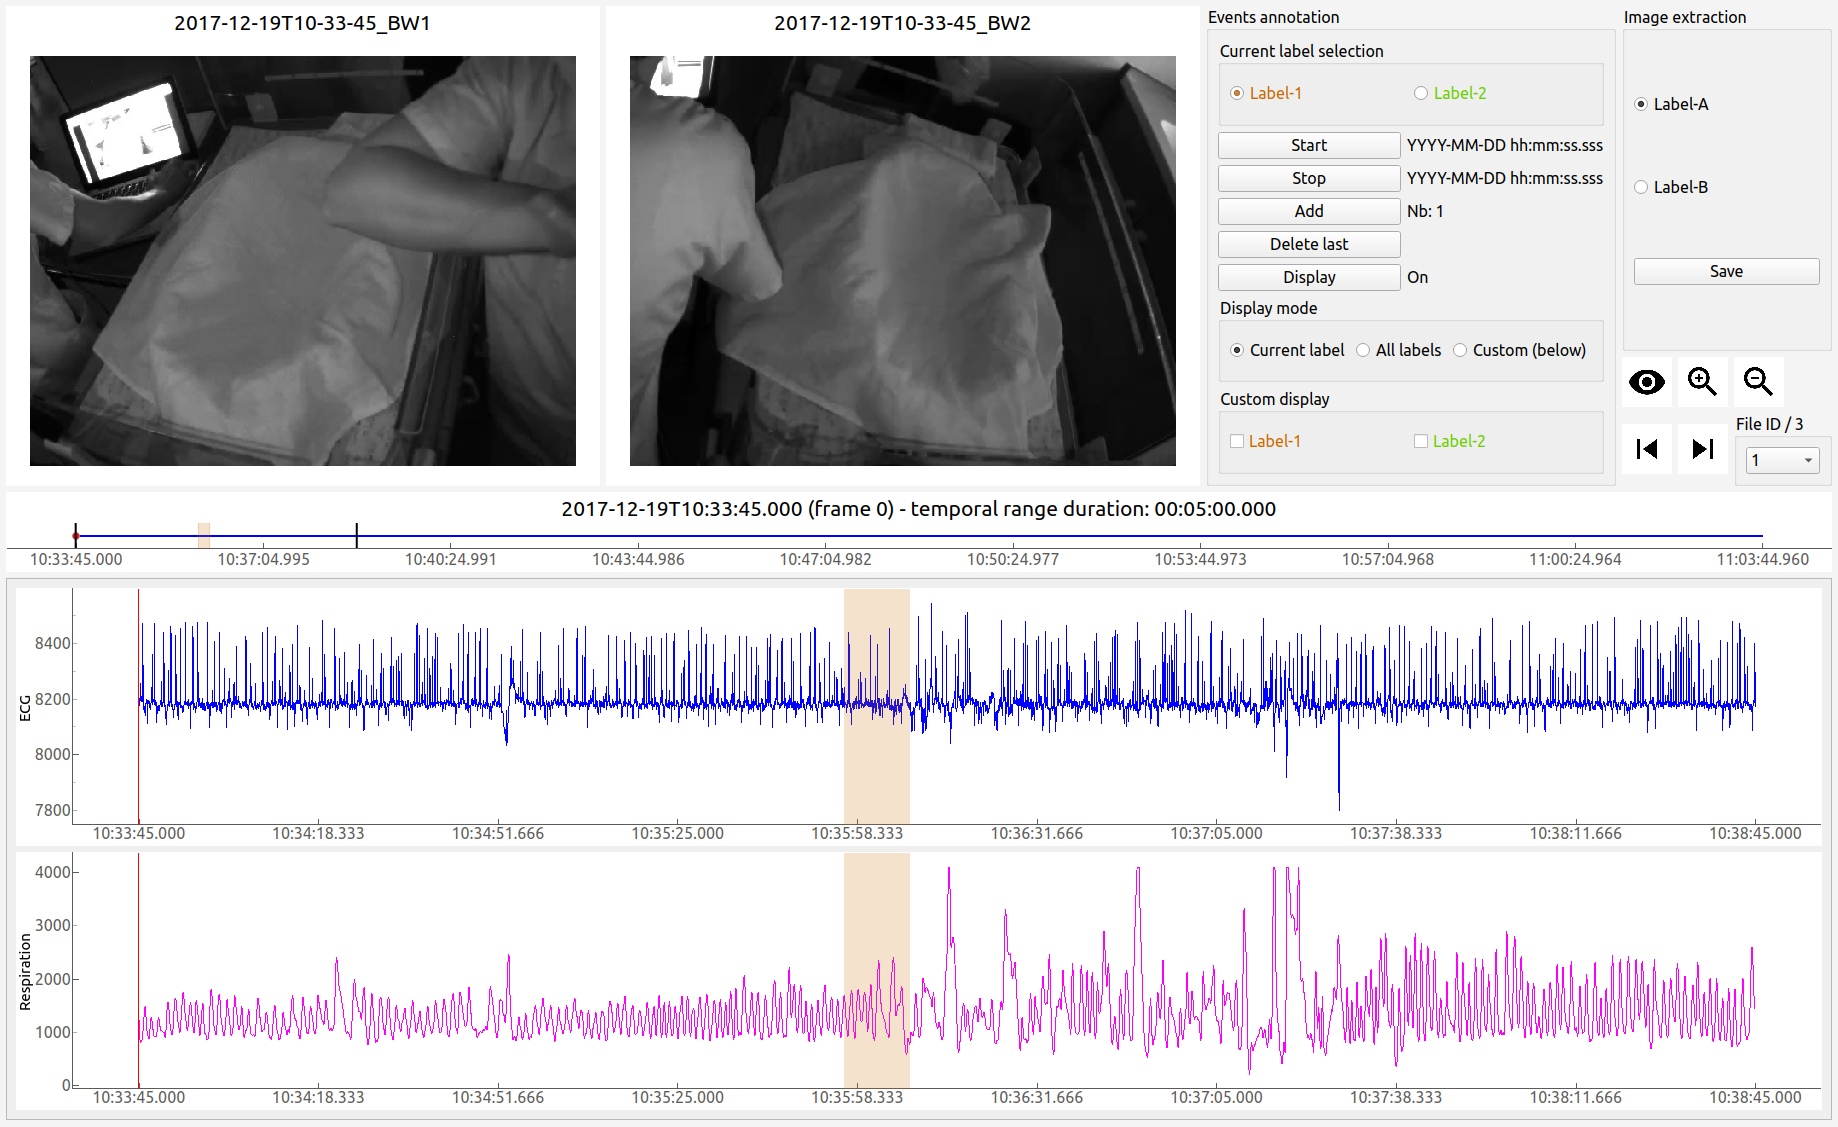 2017-12-19T10-33-45_BW1
2017-12-19T10-33-45_BW2
Events annotation
Current label selection
Label-1 Label-2
Start YYYY-MM-DD hh:mm:ss.sss
Stop YYYY-MM-DD hh:mm:ss.sss
Add Nb: 1
Delete last
Display On
Display mode
Current label All labels Custom (below)
Custom display
Label-1 Label-2
Image extraction
Label-A
Label-B
Save
File ID / 3
1
2017-12-19T10:33:45.000 (frame 0) - temporal range duration: 00:05:00.000
10:33:45.000 10:37:04.995 10:40:24.991 10:43:44.986 10:47:04.982 10:50:24.977 10:53:44.973 10:57:04.968 11:00:24.964 11:03:44.960
ECG
8400
8200
8000
7800
10:33:45.000 10:34:18.333 10:34:51.666 10:35:25.000 10:35:58.333 10:36:31.666 10:37:05.000 10:37:38.333 10:38:11.666 10:38:45.000
Respiration
4000
3000
2000
1000
0
10:33:45.000 10:34:18.333 10:34:51.666 10:35:25.000 10:35:58.333 10:36:31.666 10:37:05.000 10:37:38.333 10:38:11.666 10:38:45.000